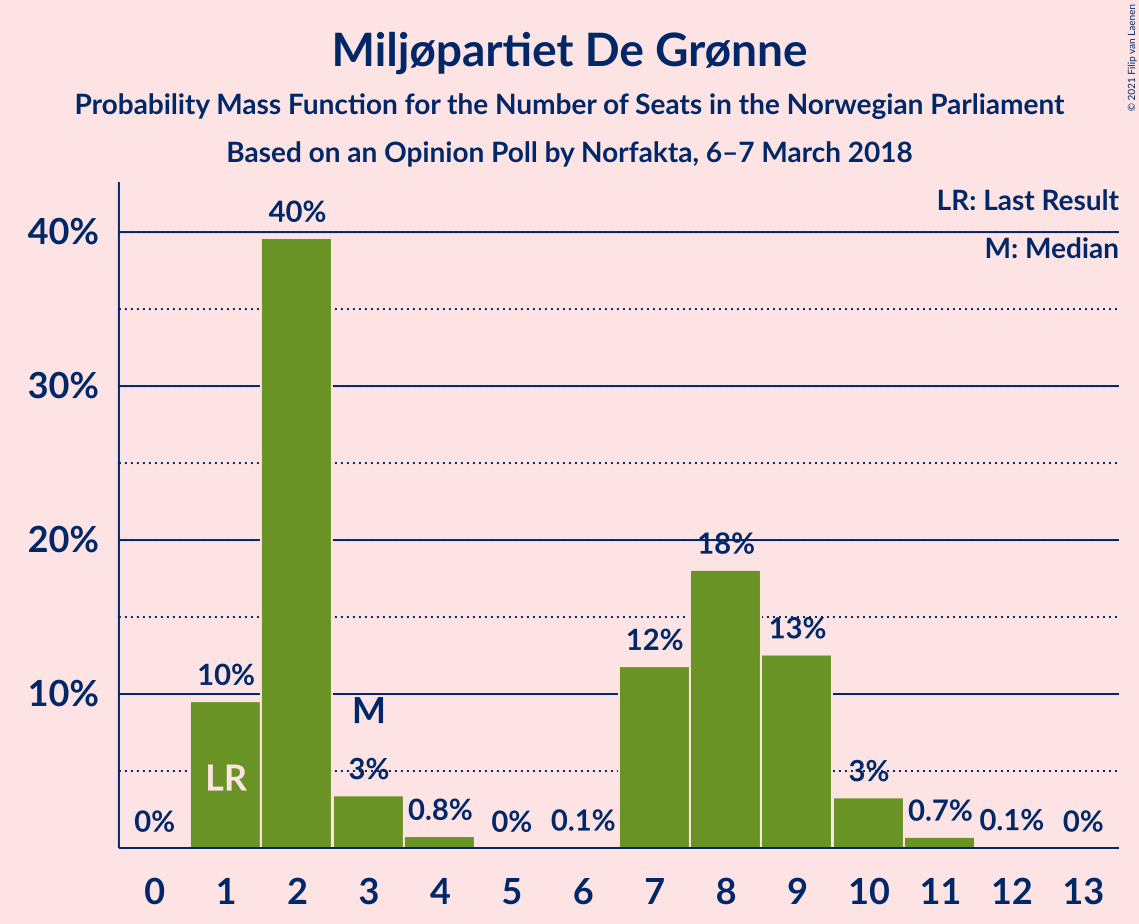 Miljøpartiet De Grønne
Probability Mass Function for the Number of Seats in the Norwegian Parliament
Based on an Opinion Poll by Norfakta, 6–7 March 2018
© 2021 Filip van Laenen
LR: Last Result
M: Median
40%
30%
20%
10%
0%
10%
LR
40%
M
3%
0.8%
0%
0.1%
12%
18%
13%
3%
0.7%
0.1%
0%
0 1 2 3 4 5 6 7 8 9 10 11 12 13